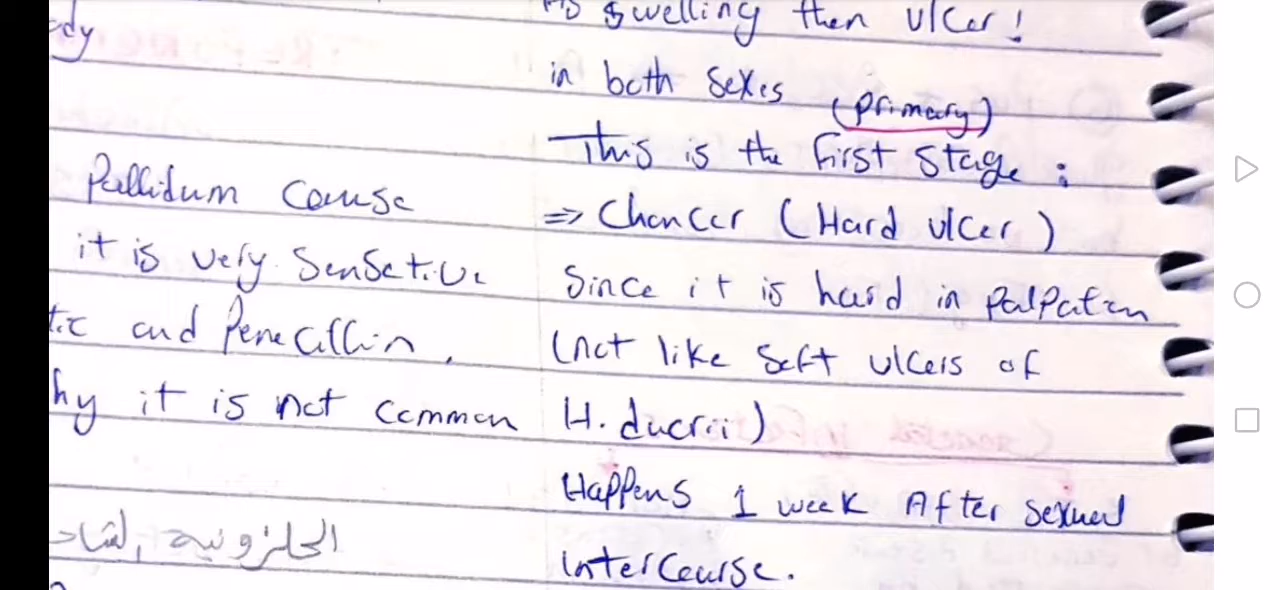 dy
Pallidum Cause
it is very Sensetive
tic and Penecillin,
hy it is not common
الحلزونية
swelling then ulcer!
in both sexes (primary)
This is the First Stage :
⇒ Chancer (Hard ulcer)
Since it is hard in Palpation
(not like Soft ulcers of
H. ducrii)
Happens 1 week After sexual
Intercourse.